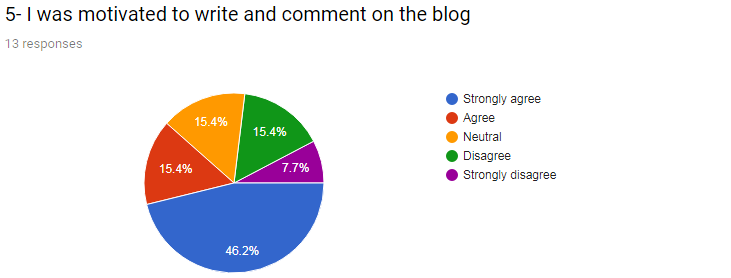 5- I was motivated to write and comment on the blog
13 responses
15.4%
15.4%
15.4%
7.7%
46.2%
Strongly agree
Agree
Neutral
Disagree
Strongly disagree